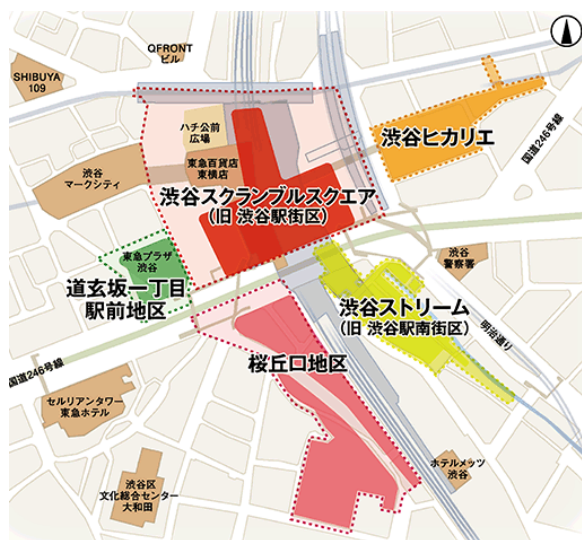 QFRONT
ビル
SHIBUYA
109
ハチ公前
広場
渋谷ヒカリエ
国道246号線
東急百貨店
東横店
渋谷
マークシティ
渋谷スクランブルスクエア
(旧 渋谷駅街区)
東急プラザ
渋谷
渋谷
警察署
道玄坂一丁目
駅前地区
渋谷ストリーム
(旧 渋谷駅南街区)
明治通り
桜丘口地区
国道246号線
セルリアンタワー
東急ホテル
ホテルメッツ
渋谷
渋谷区
文化総合センター
大和田